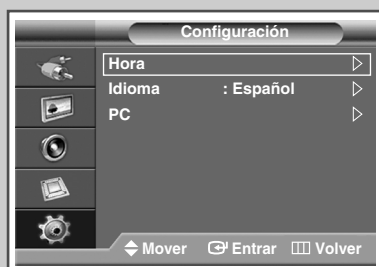 Configuración
Hora
Idioma : Español
PC
Mover Entrar Volver